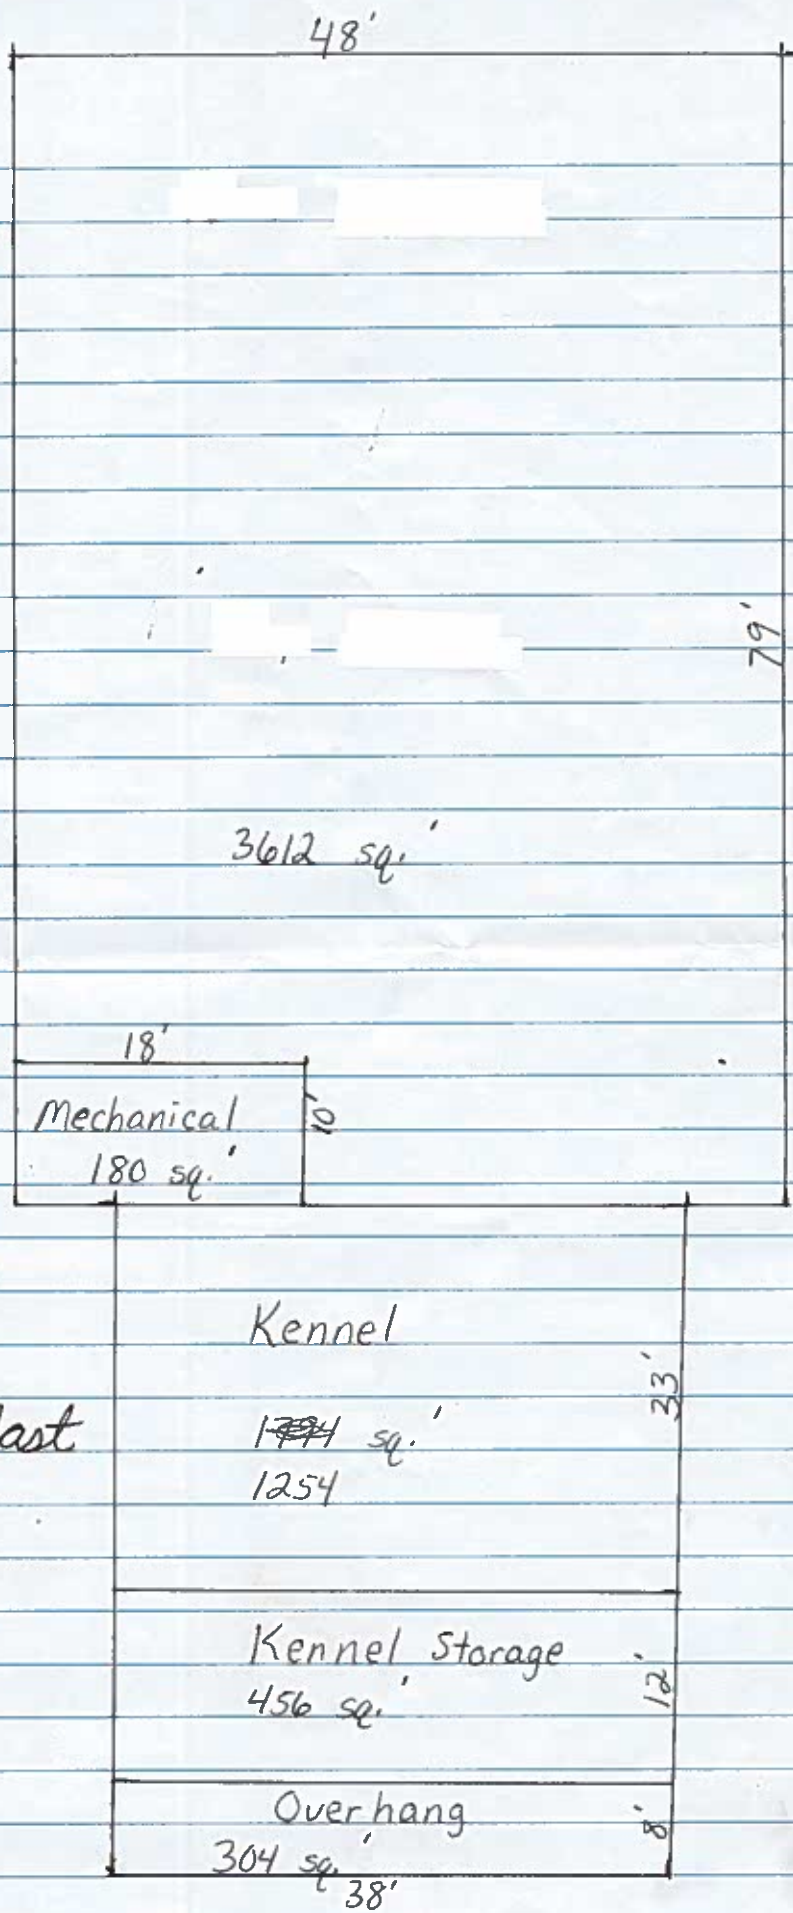 48'
79'
3612 sq.'
18'
Mechanical
10'
180 sq.'
Kennel
33'
last
sq.'
1254
Kennel Storage
456 sq.'
12'
Overhang
8'
304 sq.'
38'